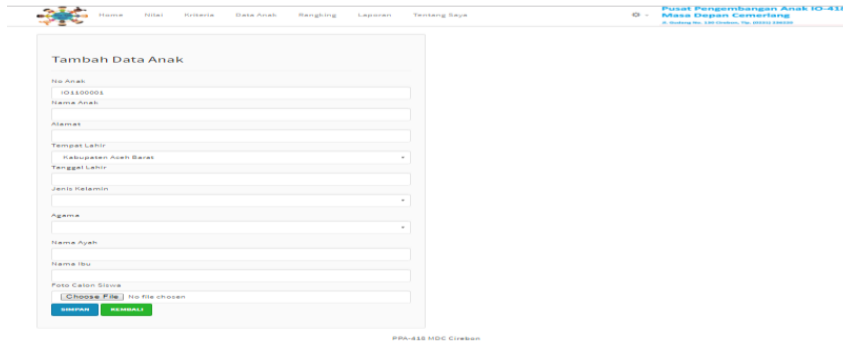 Home Nilai Kriteria Data Anak Rangking Laporan Tentang Saya
Pusat Pengembangan Anak IO-418
Masa Depan Cemerlang
Tambah Data Anak
No Anak
IO1100001
Nama Anak
Alamat
Tempat Lahir
Kabupaten Aceh Barat
Tanggal Lahir
Jenis Kelamin
Agama
Nama Ayah
Nama Ibu
Foto Calon Siswa
Choose File No file chosen
SIMPAN KEMBALI
PPA-418 MDC Cirebon